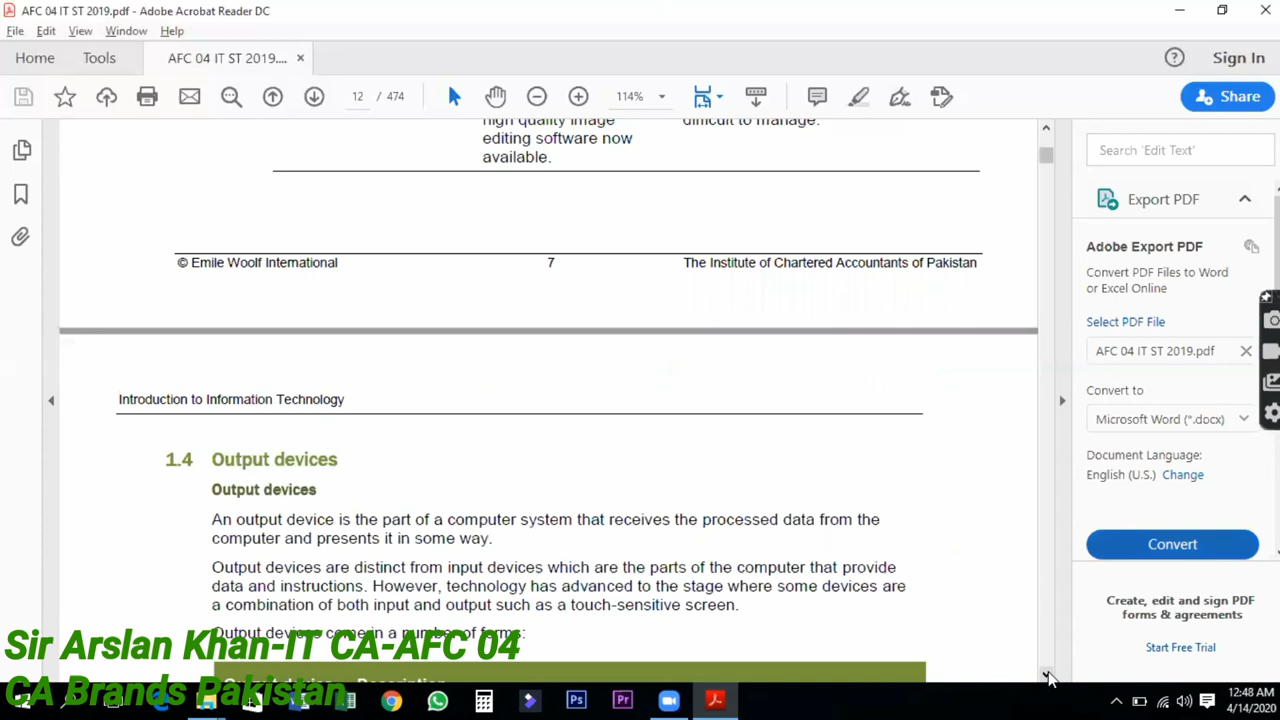 AFC 04 IT ST 2019.pdf - Adobe Acrobat Reader DC
File Edit View Window Help
Home Tools AFC 04 IT ST 2019.... × Sign In
12 / 474 114% Share
high quality image difficult to manage.
editing software now
available.
© Emile Woolf International 7 The Institute of Chartered Accountants of Pakistan
Introduction to Information Technology
1.4 Output devices
Output devices
An output device is the part of a computer system that receives the processed data from the
computer and presents it in some way.
Output devices are distinct from input devices which are the parts of the computer that provide
data and instructions. However, technology has advanced to the stage where some devices are
a combination of both input and output such as a touch-sensitive screen.
Output devices come in a number of forms:
Search 'Edit Text'
Export PDF
Adobe Export PDF
Convert PDF Files to Word
or Excel Online
Select PDF File
AFC 04 IT ST 2019.pdf
Convert to
Microsoft Word (*.docx)
Document Language:
English (U.S.) Change
Convert
Create, edit and sign PDF
forms & agreements
Start Free Trial
Sir Arslan Khan-IT CA-AFC 04
CA Brands Pakistan
Ps Pr
12:48 AM
4/14/2020